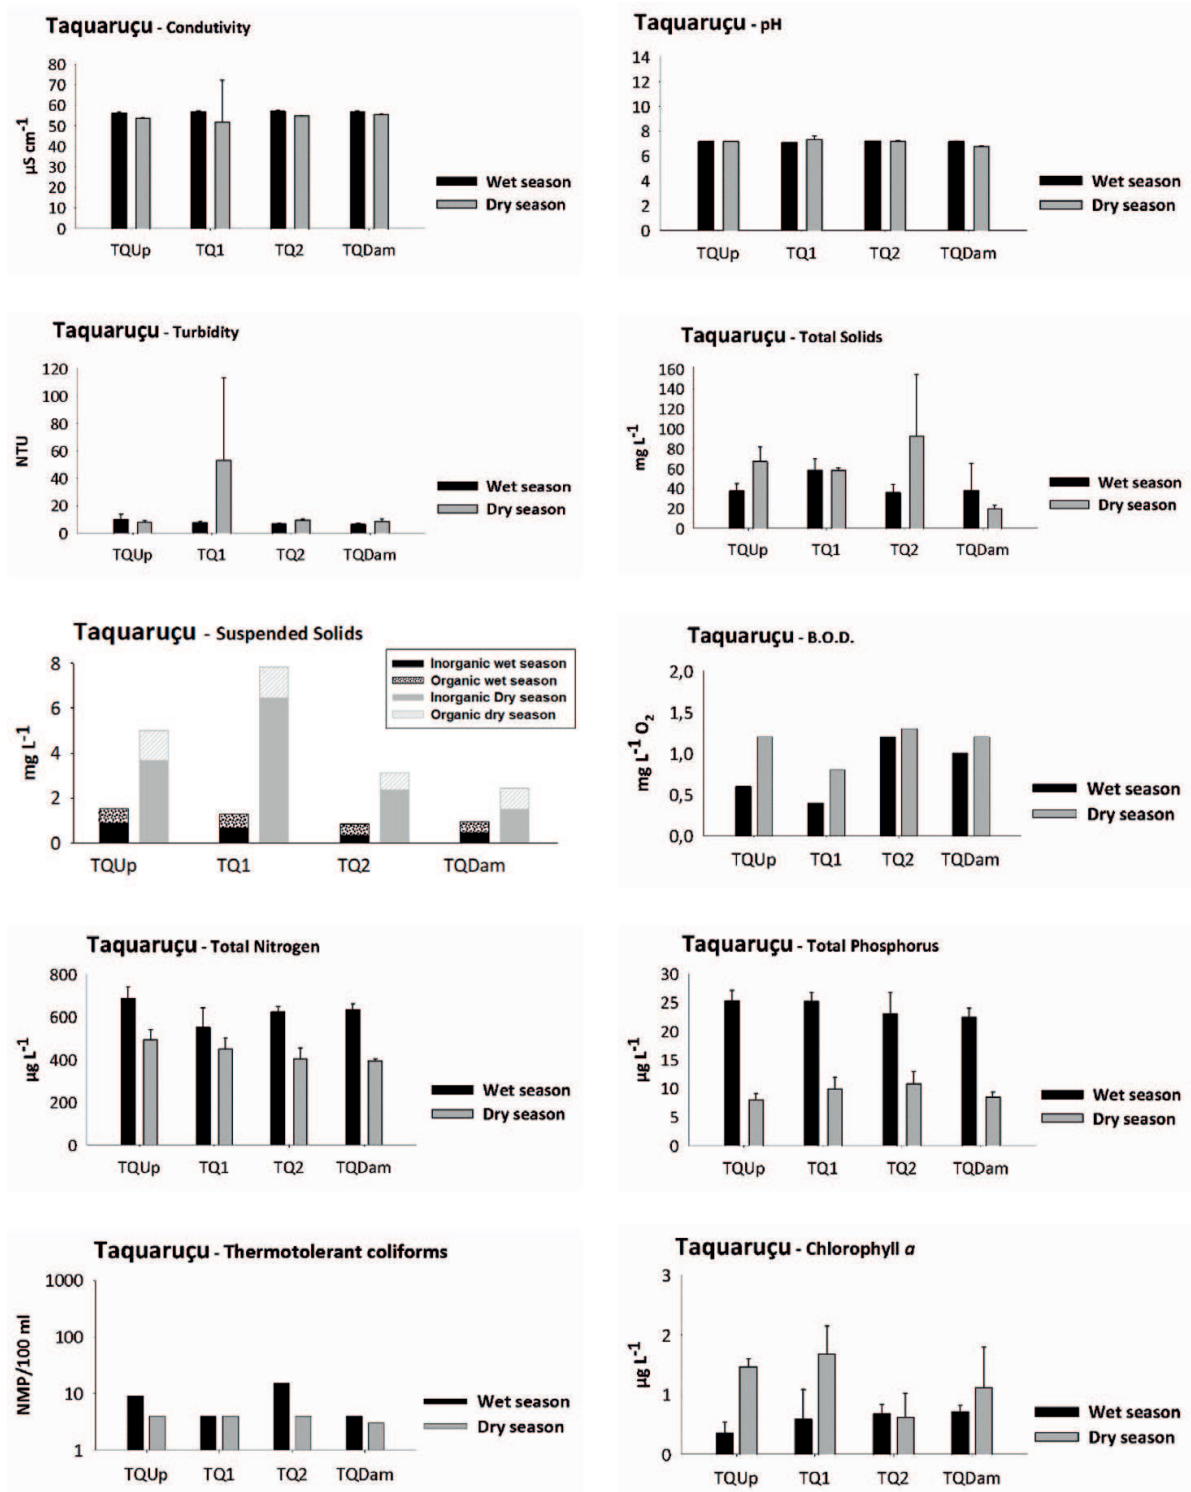 Taquaruçu - Condutivity
µS cm-1
80
70
60
50
40
30
20
10
0
TQUp TQ1 TQ2 TQDam
Wet season
Dry season
Taquaruçu - pH
14
12
10
8
6
4
2
0
TQUp TQ1 TQ2 TQDam
Wet season
Dry season
Taquaruçu - Turbidity
NTU
120
100
80
60
40
20
0
TQUp TQ1 TQ2 TQDam
Wet season
Dry season
Taquaruçu - Total Solids
mg L-1
160
140
120
100
80
60
40
20
0
TQUp TQ1 TQ2 TQDam
Wet season
Dry season
Taquaruçu - Suspended Solids
mg L-1
8
6
4
2
0
TQUp TQ1 TQ2 TQDam
Inorganic wet season
Organic wet season
Inorganic Dry season
Organic dry season
Taquaruçu - B.O.D.
mg L-1 O2
2,0
1,5
1,0
0,5
0,0
TQUp TQ1 TQ2 TQDam
Wet season
Dry season
Taquaruçu - Total Nitrogen
µg L-1
800
600
400
200
0
TQUp TQ1 TQ2 TQDam
Wet season
Dry season
Taquaruçu - Total Phosphorus
µg L-1
30
25
20
15
10
5
0
TQUp TQ1 TQ2 TQDam
Wet season
Dry season
Taquaruçu - Thermotolerant coliforms
NMP/100 ml
1000
100
10
1
TQUp TQ1 TQ2 TQDam
Wet season
Dry season
Taquaruçu - Chlorophyll a
µg L-1
3
2
1
0
TQUp TQ1 TQ2 TQDam
Wet season
Dry season